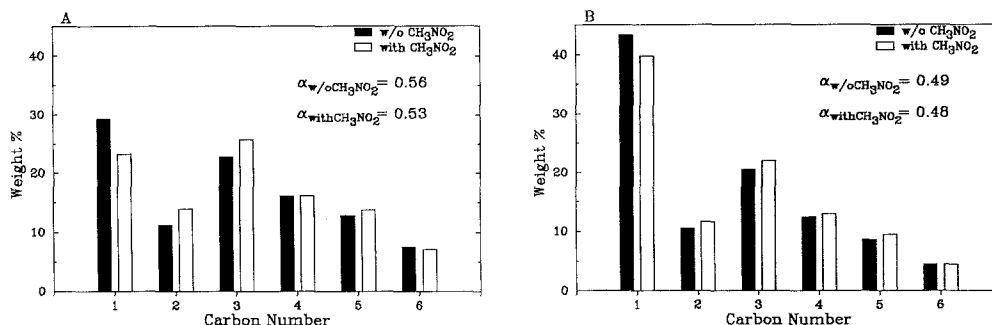 A
w/o CH₃NO₂
with CH₃NO₂
αw/oCH₃NO₂= 0.56
αwithCH₃NO₂= 0.53
Weight %
40
30
20
10
0
1 2 3 4 5 6
Carbon Number
B
w/o CH₃NO₂
with CH₃NO₂
αw/oCH₃NO₂= 0.49
αwithCH₃NO₂= 0.48
Weight %
40
30
20
10
0
1 2 3 4 5 6
Carbon Number